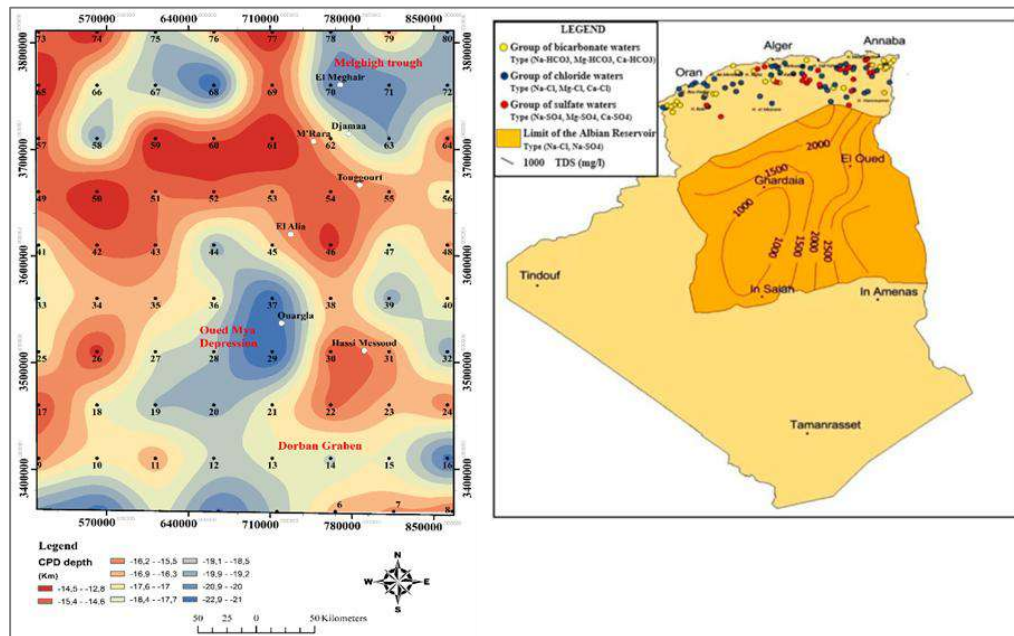 570000 640000 710000 780000 850000
3800000 3700000 3600000 3500000 3400000
73 74 75 76 77 78 79 80
Melghigh trough
El Meghair
65 66 67 68 69 70 71 72
Djamaa
M'Rara
57 58 59 60 61 62 63 64
Touggourt
49 50 51 52 53 54 55 56
El Alia
41 42 43 44 45 46 47 48
33 34 35 36 37 38 39 40
Ouargla
Oued Mya
Depression
Hassi Messoud
25 26 27 28 29 30 31 32
17 18 19 20 21 22 23 24
Dorban Graben
9 10 11 12 13 14 15 16
6 7 8
3800000 3700000 3600000 3500000 3400000
570000 640000 710000 780000 850000
Legend
CPD depth
(Km)
-14,5 - -12,8
-15,4 - -14,6
-16,2 - -15,5
-16,9 - -16,3
-17,6 - -17
-18,4 - -17,7
-19,1 - -18,5
-19,9 - -19,2
-20,9 - -20
-22,9 - -21
N
W E
S
50 25 0 50 Kilometers
LEGEND
Group of bicarbonate waters
Type (Na-HCO3, Mg-HCO3, Ca-HCO3)
Group of chloride waters
Type (Na-Cl, Mg-Cl, Ca-Cl)
Group of sulfate waters
Type (Na-SO4, Mg-SO4, Ca-SO4)
Limit of the Albian Reservoir
Type (Na-Cl, Na-SO4)
1000 TDS (mg/l)
Alger
Annaba
Oran
2000
El Oued
1500
Ghardaia
1000
1000
1500
2000
2500
In Salah
In Amenas
Tindouf
Tamanrasset